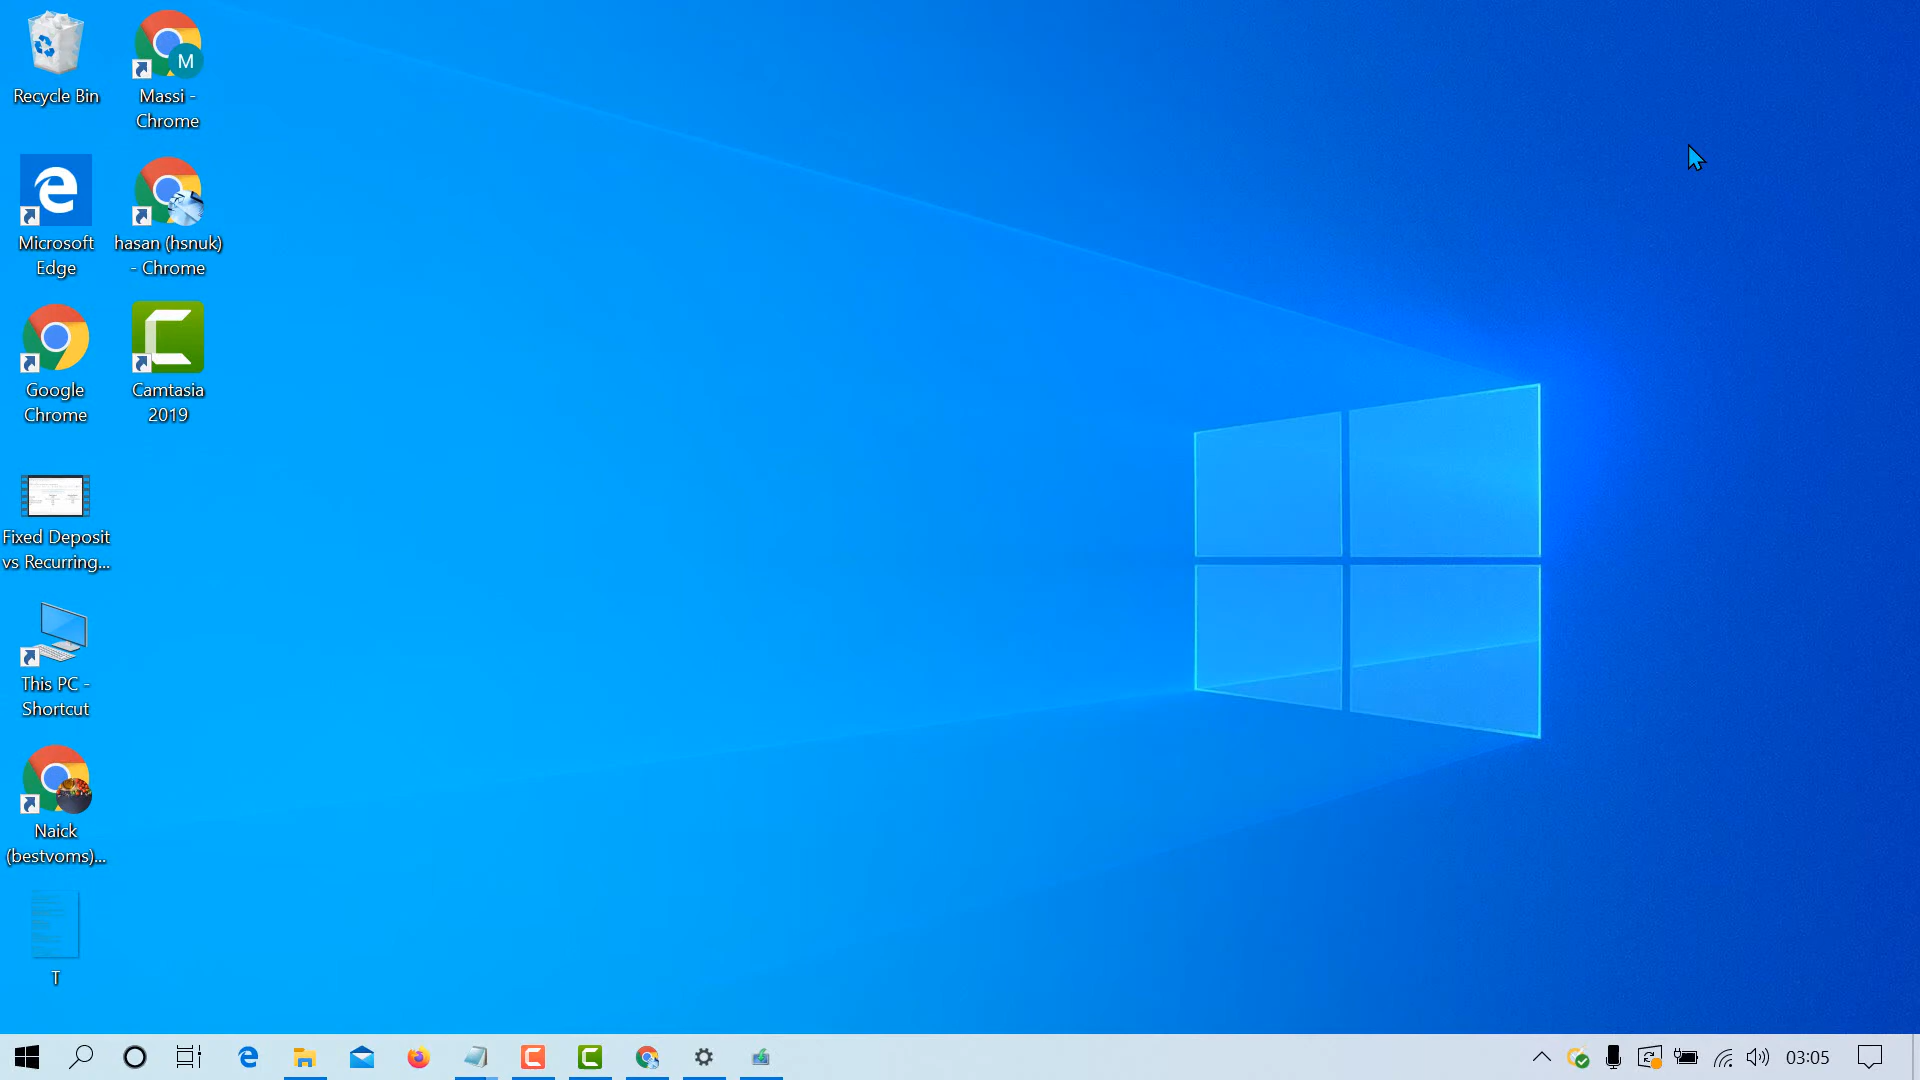 Recycle Bin
M
Massi -
Chrome
Microsoft
Edge
hasan (hsnuk)
- Chrome
Google
Chrome
Camtasia
2019
Fixed Deposit
vs Recurring...
This PC -
Shortcut
Naick
(bestvoms)...
T
03:05